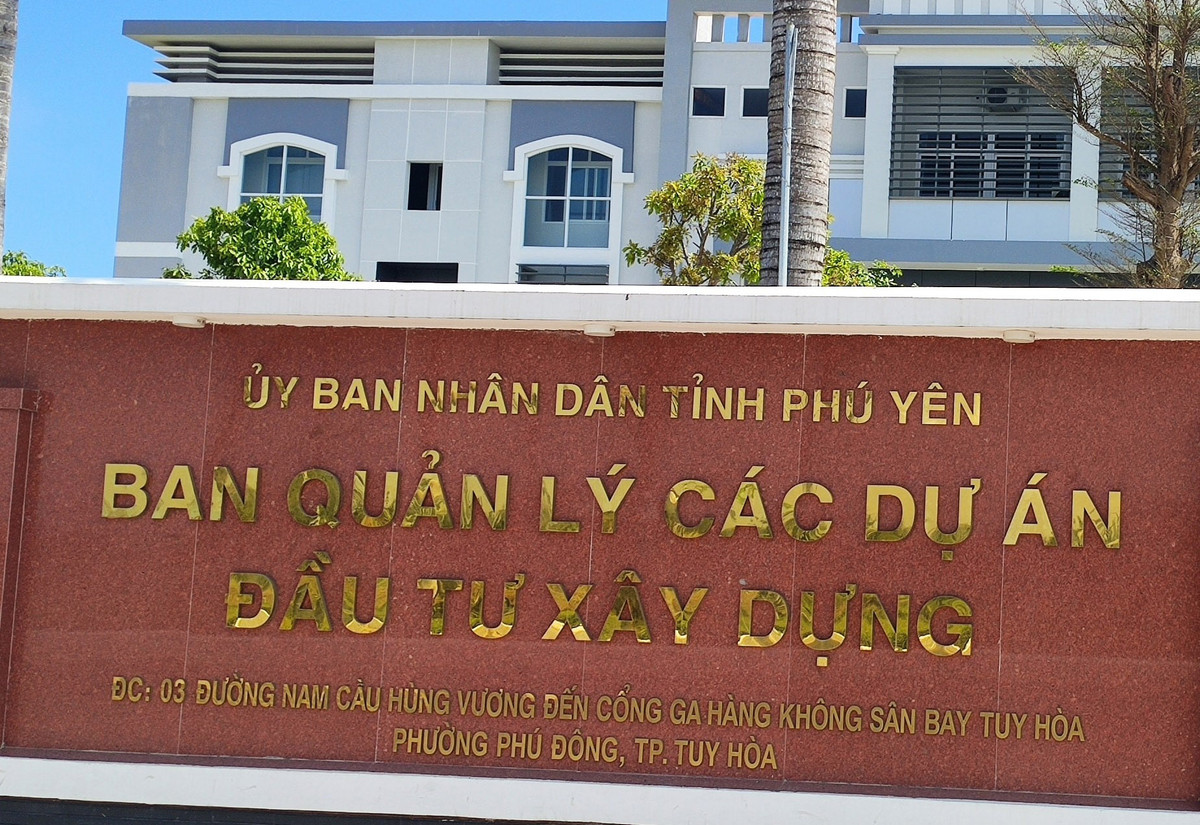 ỦY BAN NHÂN DÂN TỈNH PHÚ YÊN
BAN QUẢN LÝ CÁC DỰ ÁN
ĐẦU TƯ XÂY DỰNG
ĐC: 03 ĐƯỜNG NAM CẦU HÙNG VƯƠNG ĐẾN CỔNG GA HÀNG KHÔNG SÂN BAY TUY HÒA
PHƯỜNG PHÚ ĐÔNG, TP. TUY HÒA